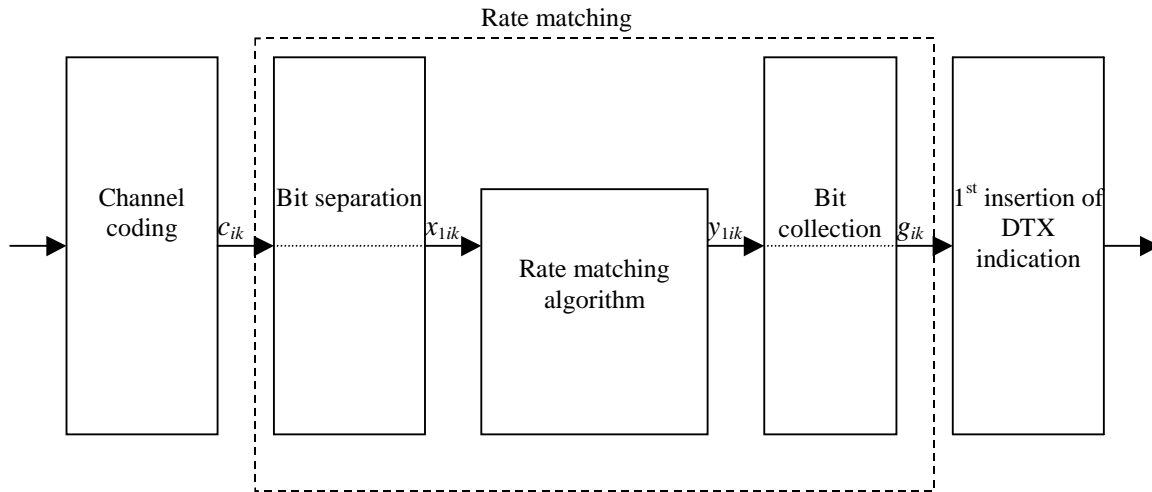 Rate matching
Channel
coding
c_ik
Bit separation
x_1ik
Rate matching
algorithm
y_1ik
Bit
collection
g_ik
1st insertion of
DTX
indication